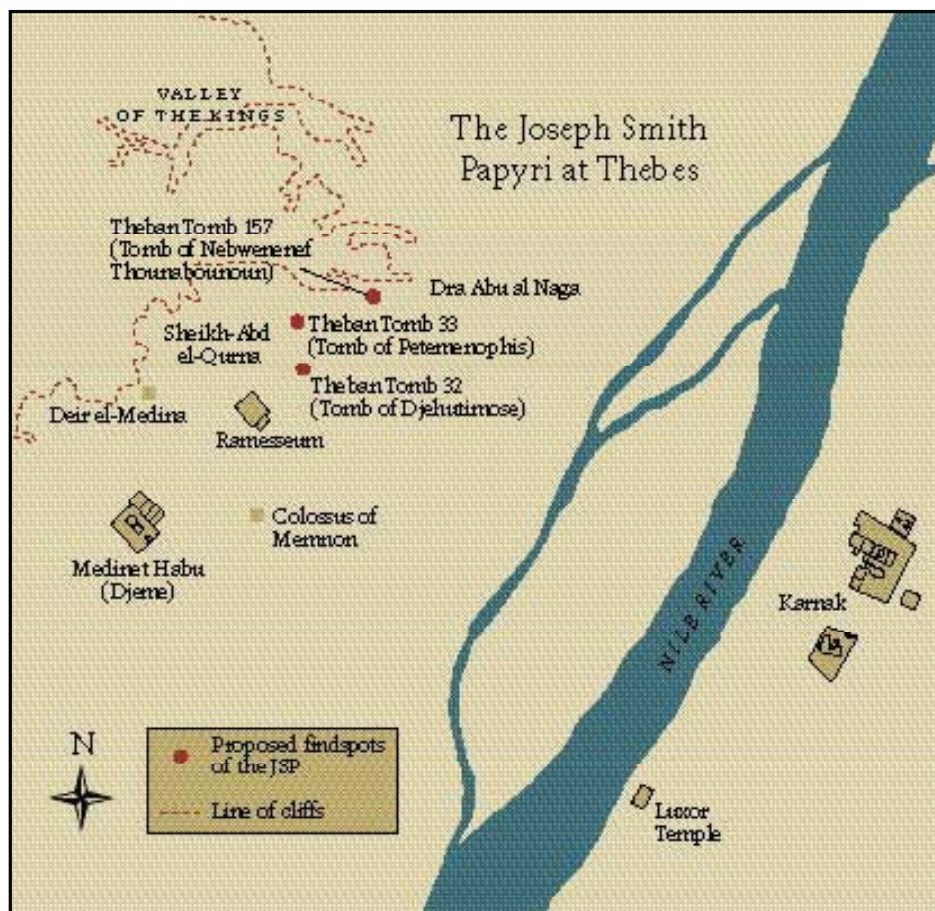 VALLEY
OF THE KINGS
The Joseph Smith
Papyri at Thebes
Theban Tomb 157
(Tomb of Nebwenenef
Thounabounoun)
Dra Abu al Naga
Sheikh-Abd
el-Qurna
Theban Tomb 33
(Tomb of Petemenophis)
Theban Tomb 32
(Tomb of Djehutimose)
Deir el-Medina
Ramesseum
Colossus of
Memnon
Medinet Habu
(Djeme)
NILE RIVER
Karnak
N
Proposed findspots
of the JSP
Line of cliffs
Luxor
Temple